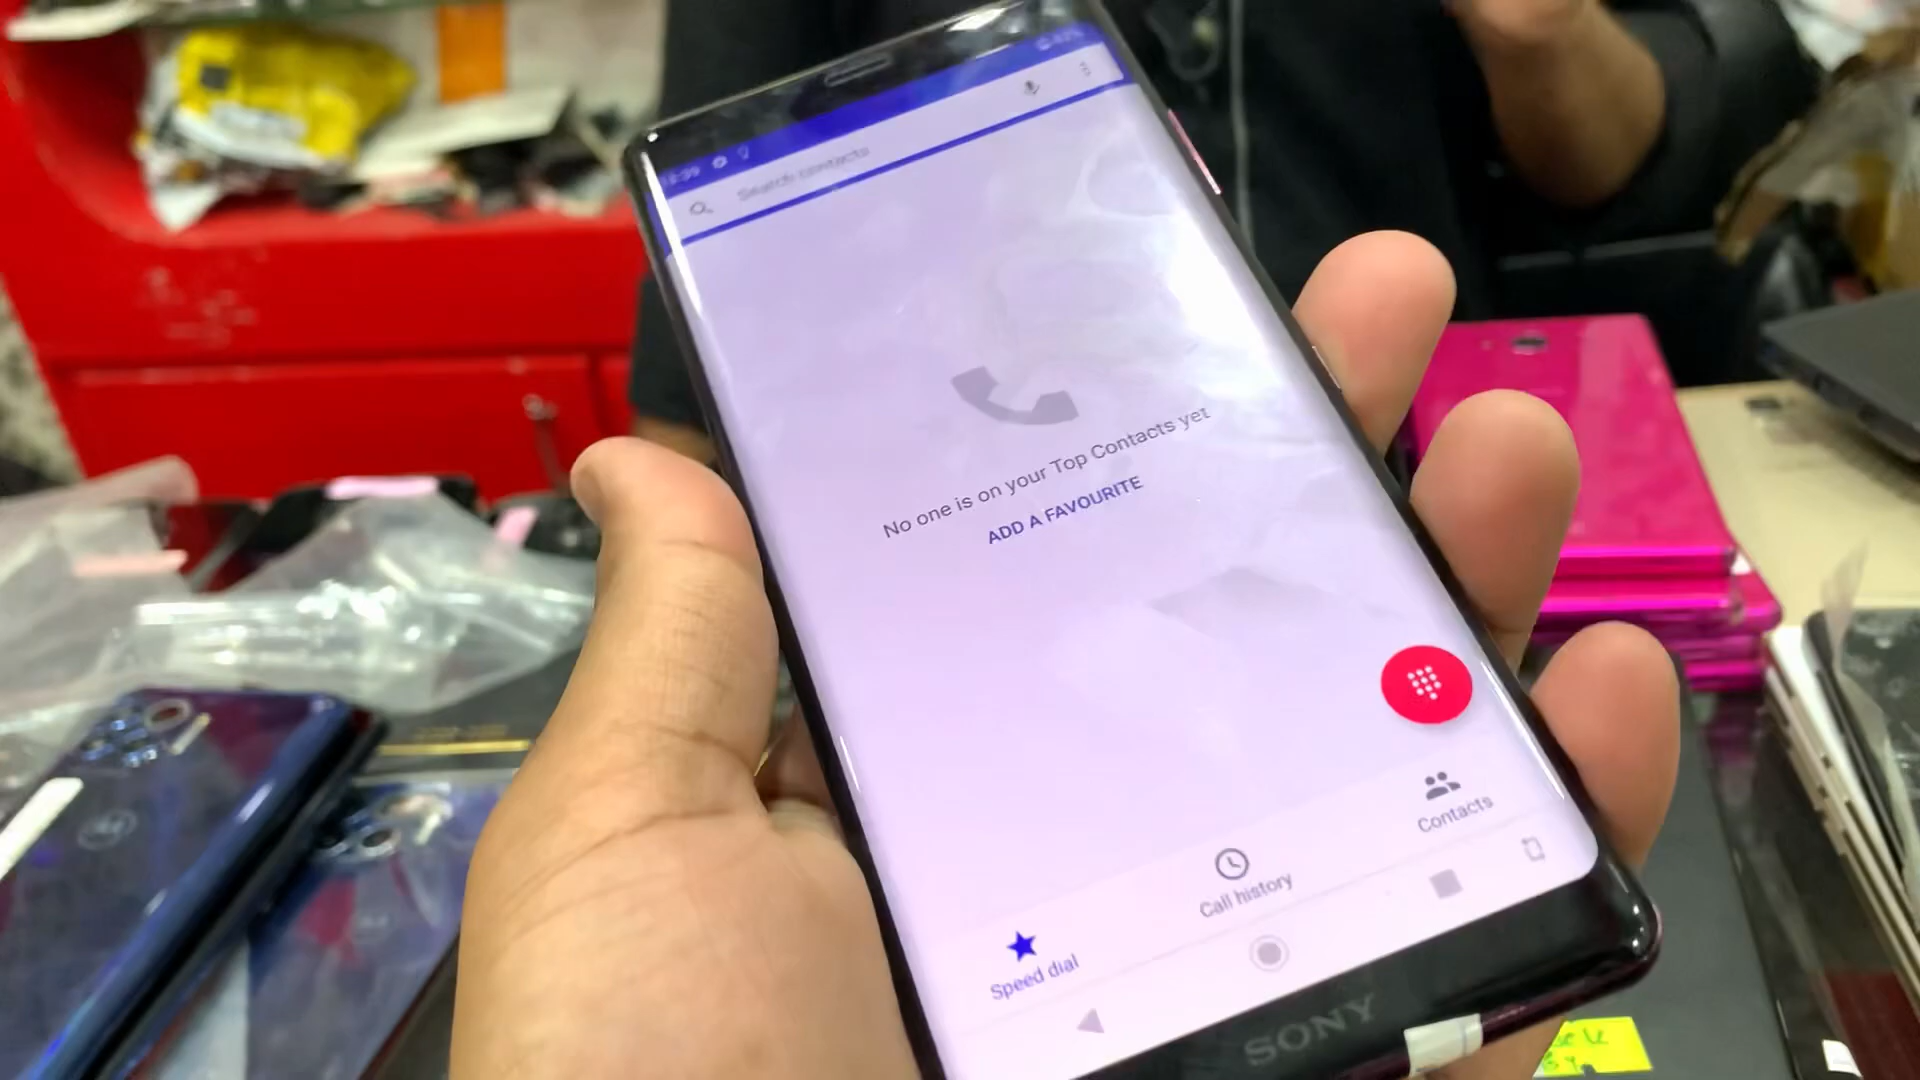 Search contacts
No one is on your Top Contacts yet
ADD A FAVOURITE
Contacts
Call history
Speed dial
SONY